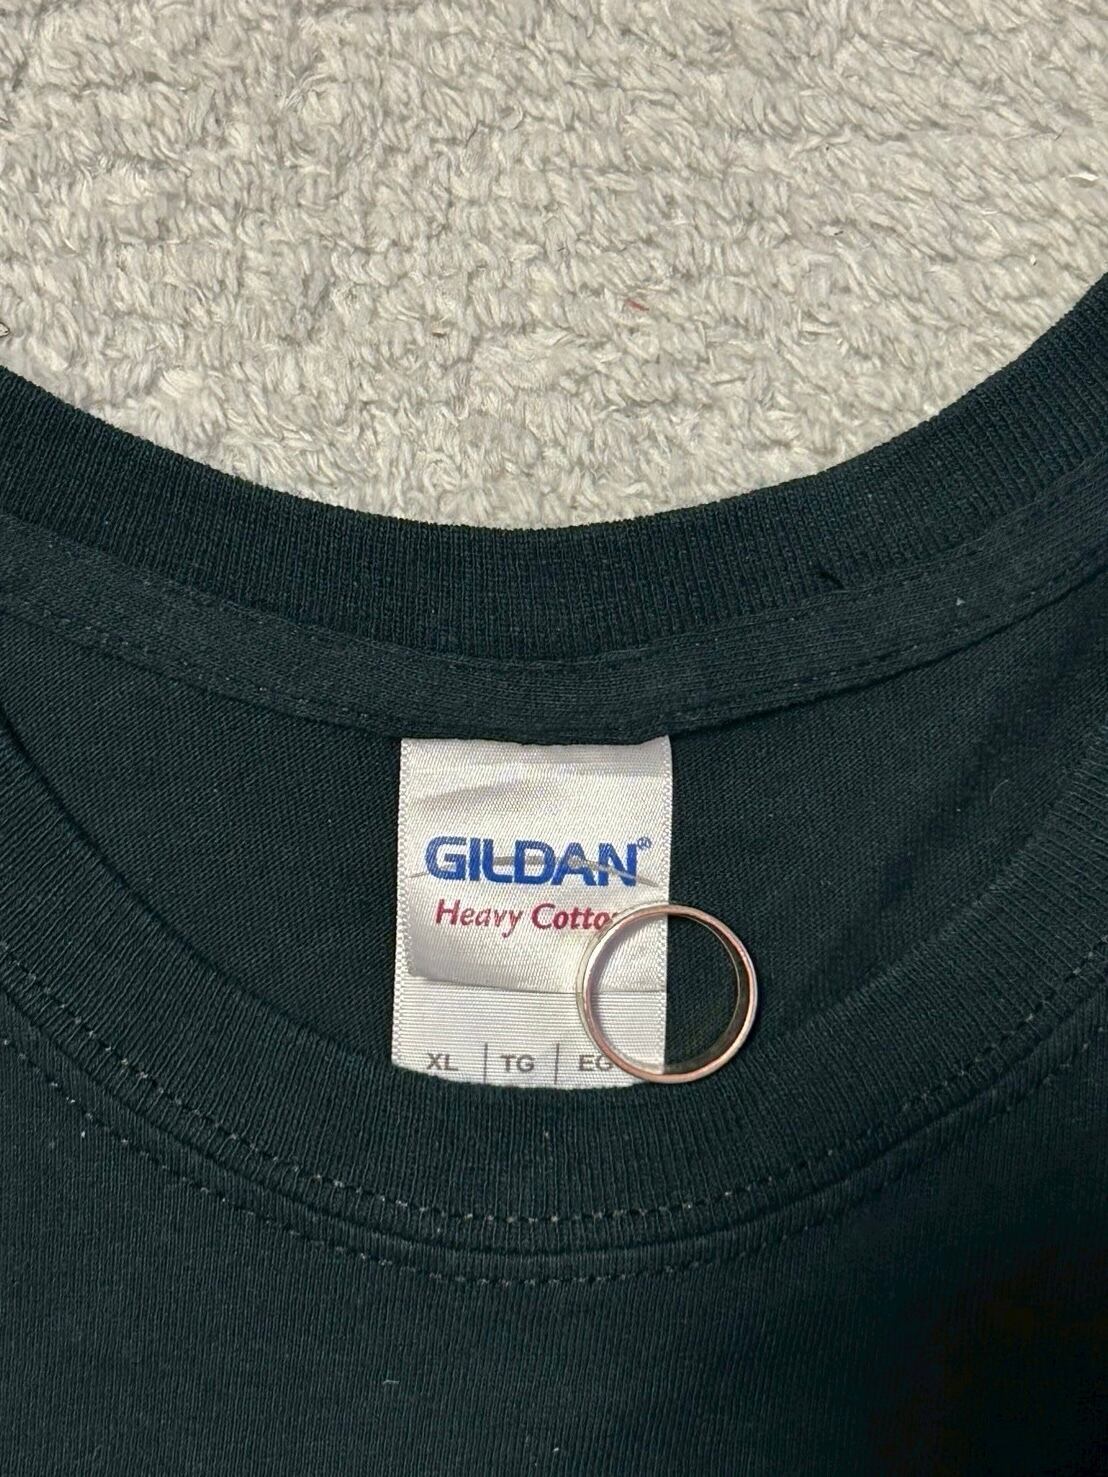 GILDAN®
Heavy Cotto
XL | TG | EG